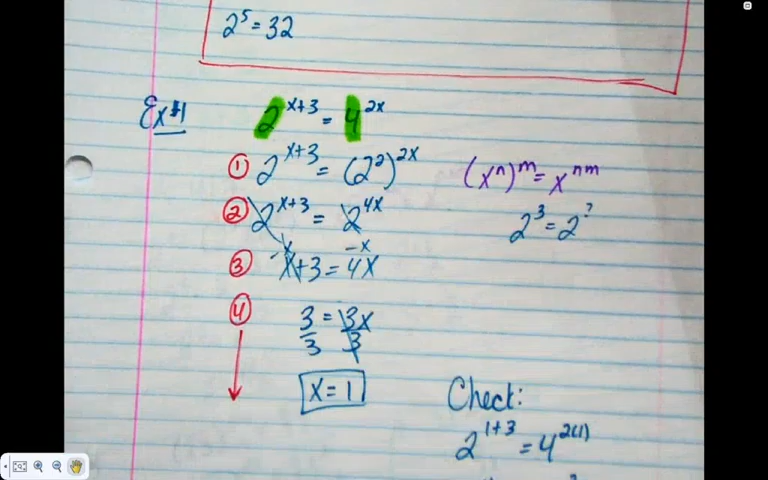 2^5 = 32
Ex #1
2^{x+3} = 4^{2x}
① 2^{x+3} = (2^2)^{2x}
(x^n)^m = x^{nm}
② 2^{x+3} = 2^{4x}
2^3 = 2^?
-x -x
③ x+3 = 4x
④ 3/3 = 3x/3
x = 1
Check:
2^{1+3} = 4^{2(1)}